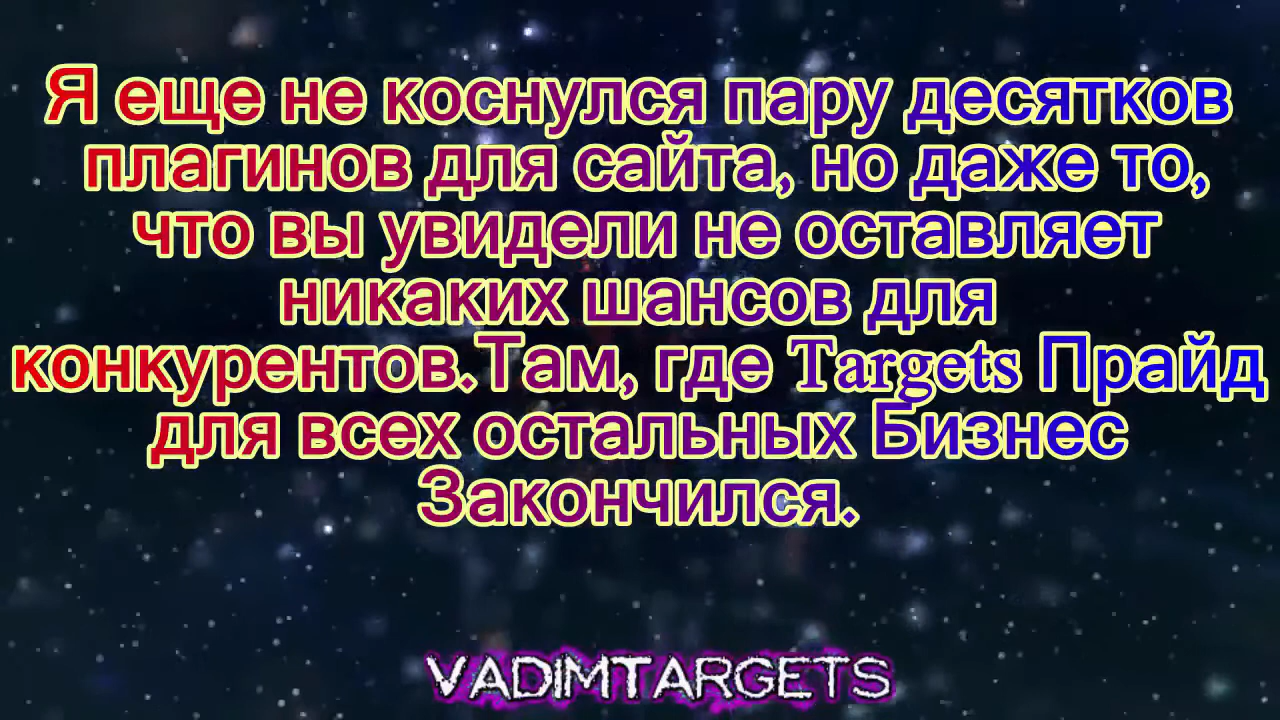 Я еще не коснулся пару десятков
плагинов для сайта, но даже то,
что вы увидели не оставляет
никаких шансов для
конкурентов.Там, где Targets Прайд
для всех остальных Бизнес
Закончился.
VADIMTARGETS